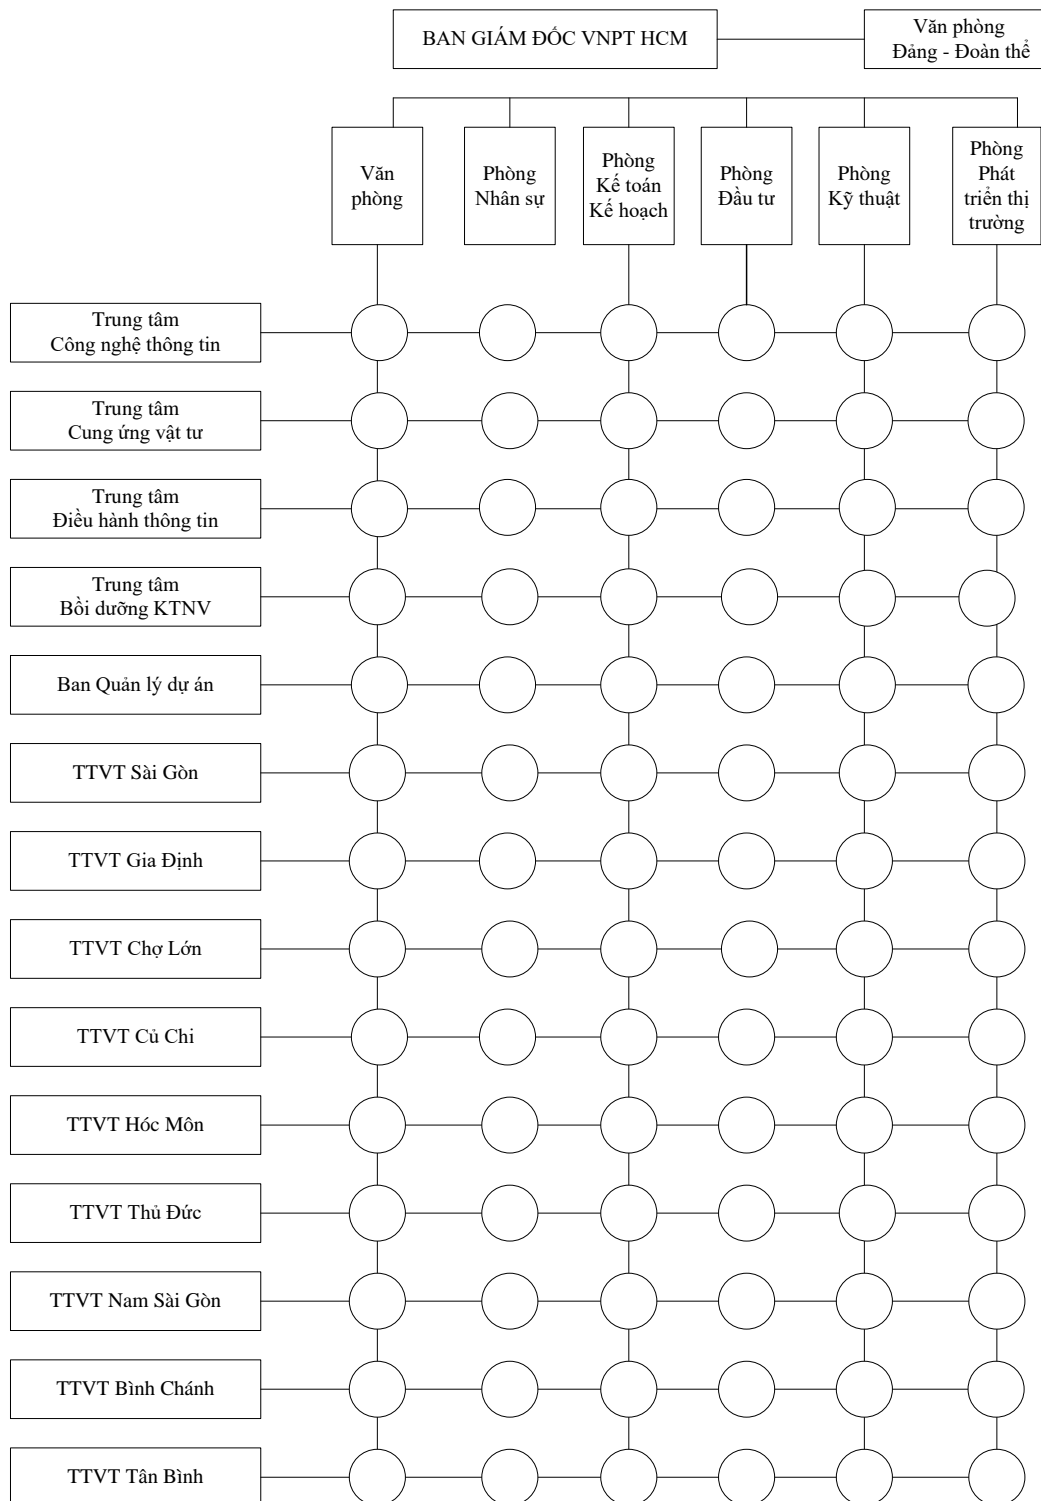 BAN GIÁM ĐỐC VNPT HCM
Văn phòng
Đảng - Đoàn thể
Văn
phòng
Phòng
Nhân sự
Phòng
Kế toán
Kế hoạch
Phòng
Đầu tư
Phòng
Kỹ thuật
Phòng
Phát
triển thị
trường
Trung tâm
Công nghệ thông tin
Trung tâm
Cung ứng vật tư
Trung tâm
Điều hành thông tin
Trung tâm
Bồi dưỡng KTNV
Ban Quản lý dự án
TTVT Sài Gòn
TTVT Gia Định
TTVT Chợ Lớn
TTVT Củ Chi
TTVT Hóc Môn
TTVT Thủ Đức
TTVT Nam Sài Gòn
TTVT Bình Chánh
TTVT Tân Bình